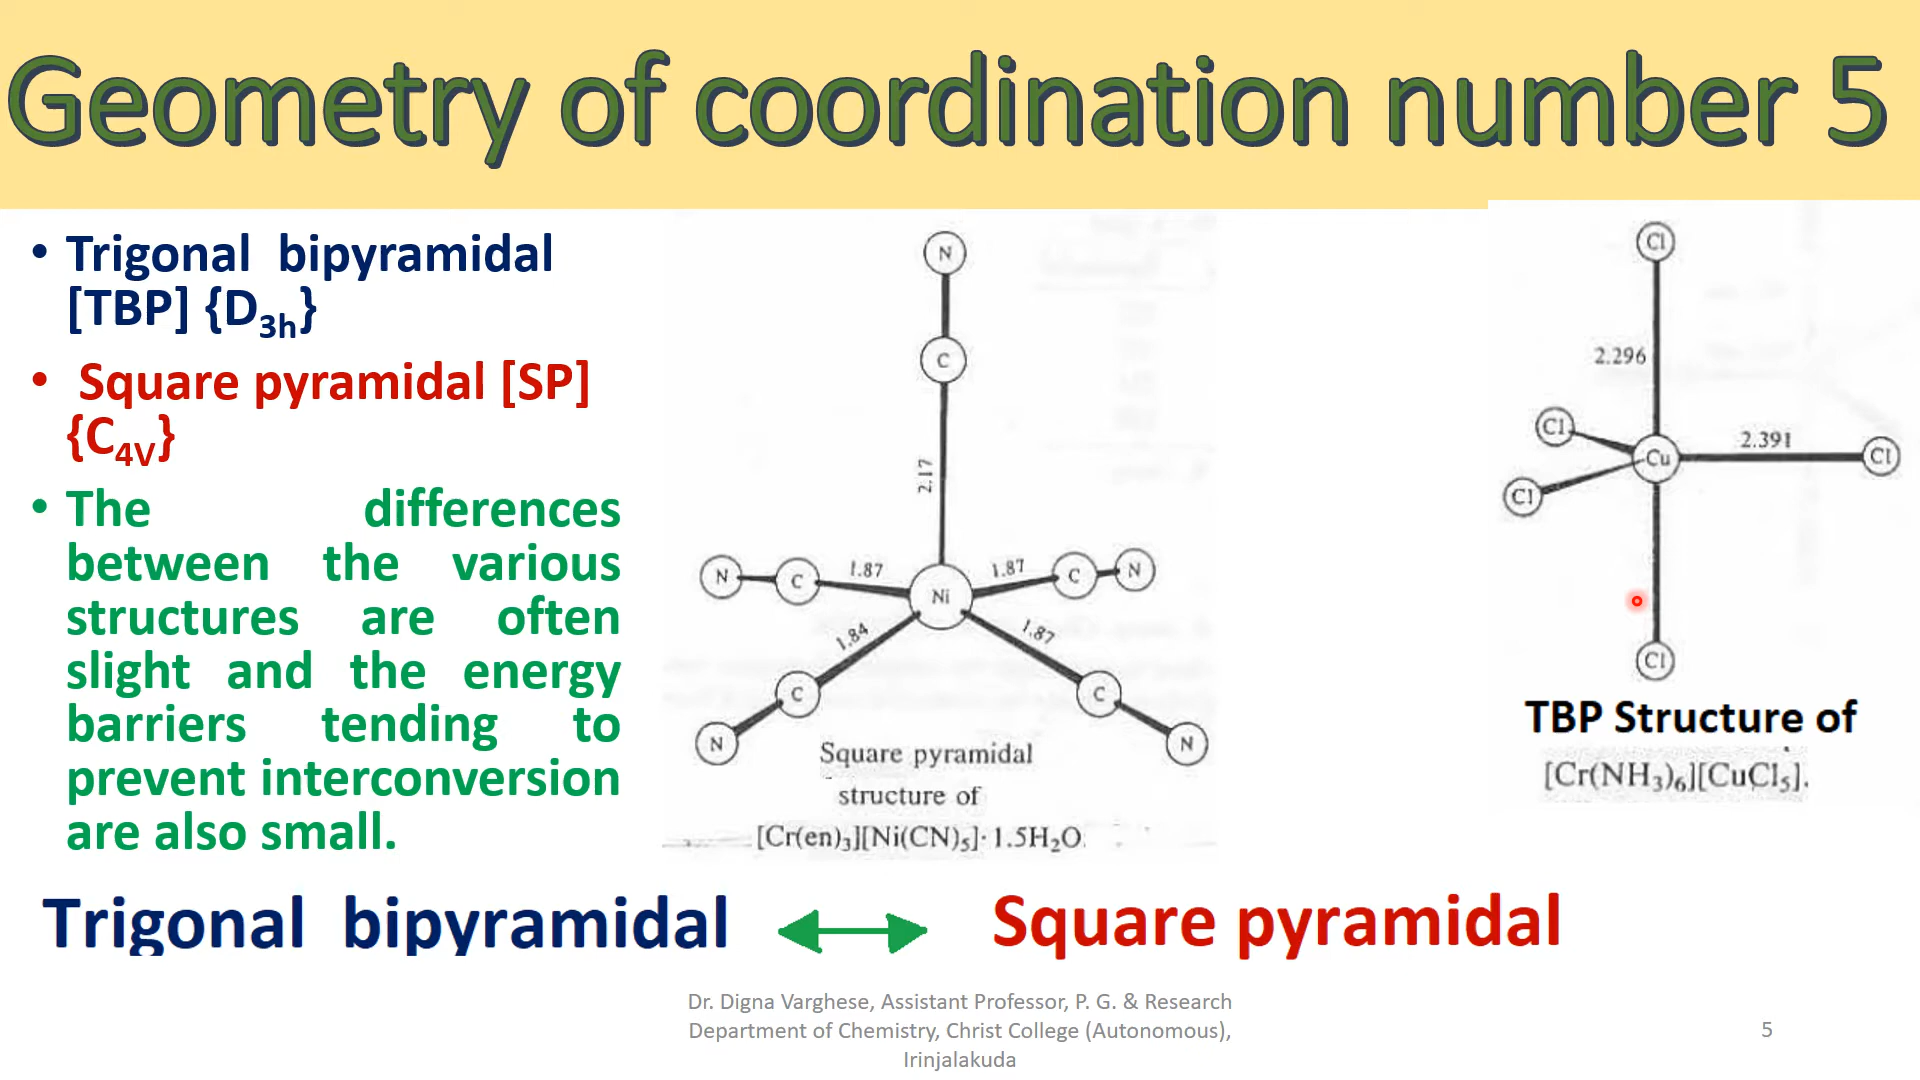 Geometry of coordination number 5
• Trigonal bipyramidal
[TBP] {D3h}
• Square pyramidal [SP]
{C4V}
• The differences
between the various
structures are often
slight and the energy
barriers tending to
prevent interconversion
are also small.
N
C
2.17
N C 1.87 Ni 1.87 C N
1.84 1.87
C C
N N
Square pyramidal
structure of
[Cr(en)3][Ni(CN)5]· 1.5H2O.
Cl
2.296
Cl
Cu 2.391 Cl
Cl
Cl
TBP Structure of
[Cr(NH3)6][CuCl5].
Trigonal bipyramidal Square pyramidal
Dr. Digna Varghese, Assistant Professor, P. G. & Research
Department of Chemistry, Christ College (Autonomous),
Irinjalakuda
5